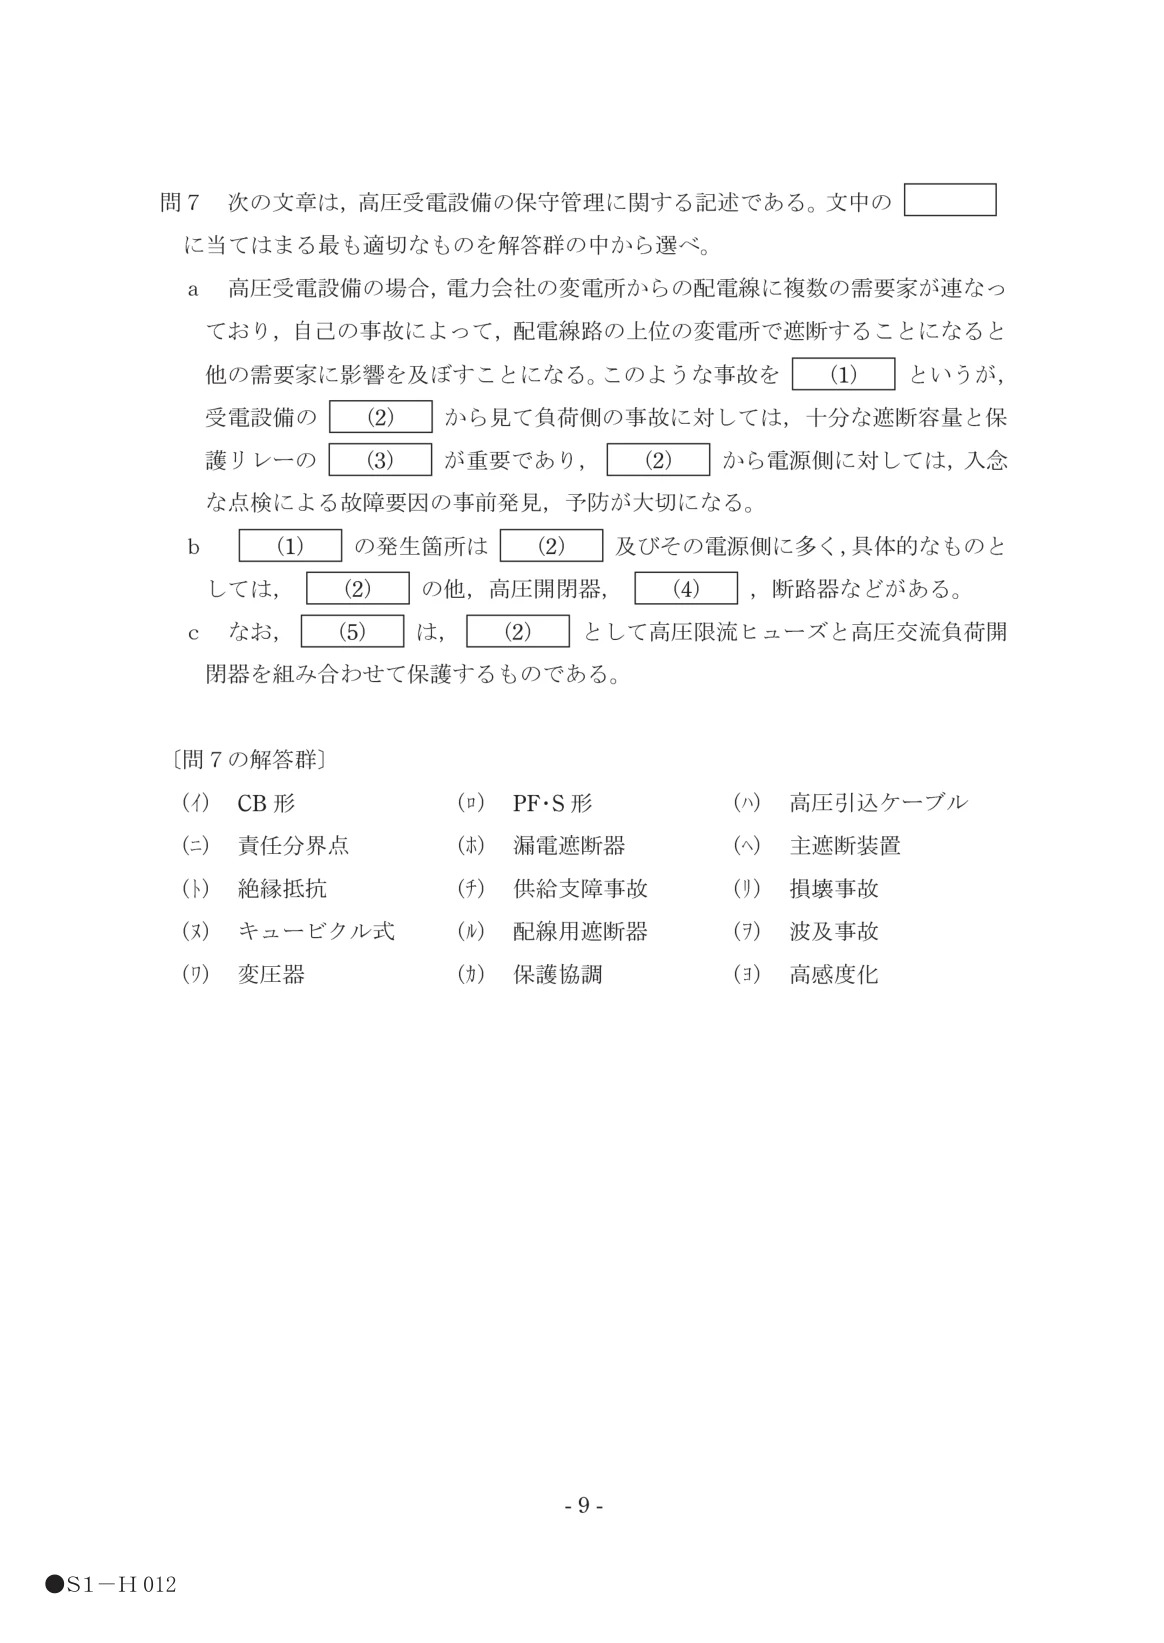 問７　次の文章は，高圧受電設備の保守管理に関する記述である。文中の
に当てはまる最も適切なものを解答群の中から選べ。
a　高圧受電設備の場合，電力会社の変電所からの配電線に複数の需要家が連なっ
ており，自己の事故によって，配電線路の上位の変電所で遮断することになると
他の需要家に影響を及ぼすことになる。このような事故を (1) というが，
受電設備の (2) から見て負荷側の事故に対しては，十分な遮断容量と保
護リレーの (3) が重要であり， (2) から電源側に対しては，入念
な点検による故障要因の事前発見，予防が大切になる。
b　 (1) の発生箇所は (2) 及びその電源側に多く，具体的なものと
しては， (2) の他，高圧開閉器， (4) ，断路器などがある。
c　なお， (5) は， (2) として高圧限流ヒューズと高圧交流負荷開
閉器を組み合わせて保護するものである。
〔問７の解答群〕
(ｲ)　CB 形　(ﾛ)　PF･S 形　(ﾊ)　高圧引込ケーブル
(ﾆ)　責任分界点　(ﾎ)　漏電遮断器　(ﾍ)　主遮断装置
(ﾄ)　絶縁抵抗　(ﾁ)　供給支障事故　(ﾘ)　損壊事故
(ﾇ)　キュービクル式　(ﾙ)　配線用遮断器　(ｦ)　波及事故
(ﾜ)　変圧器　(ｶ)　保護協調　(ﾖ)　高感度化
- 9 -
●S1－H 012